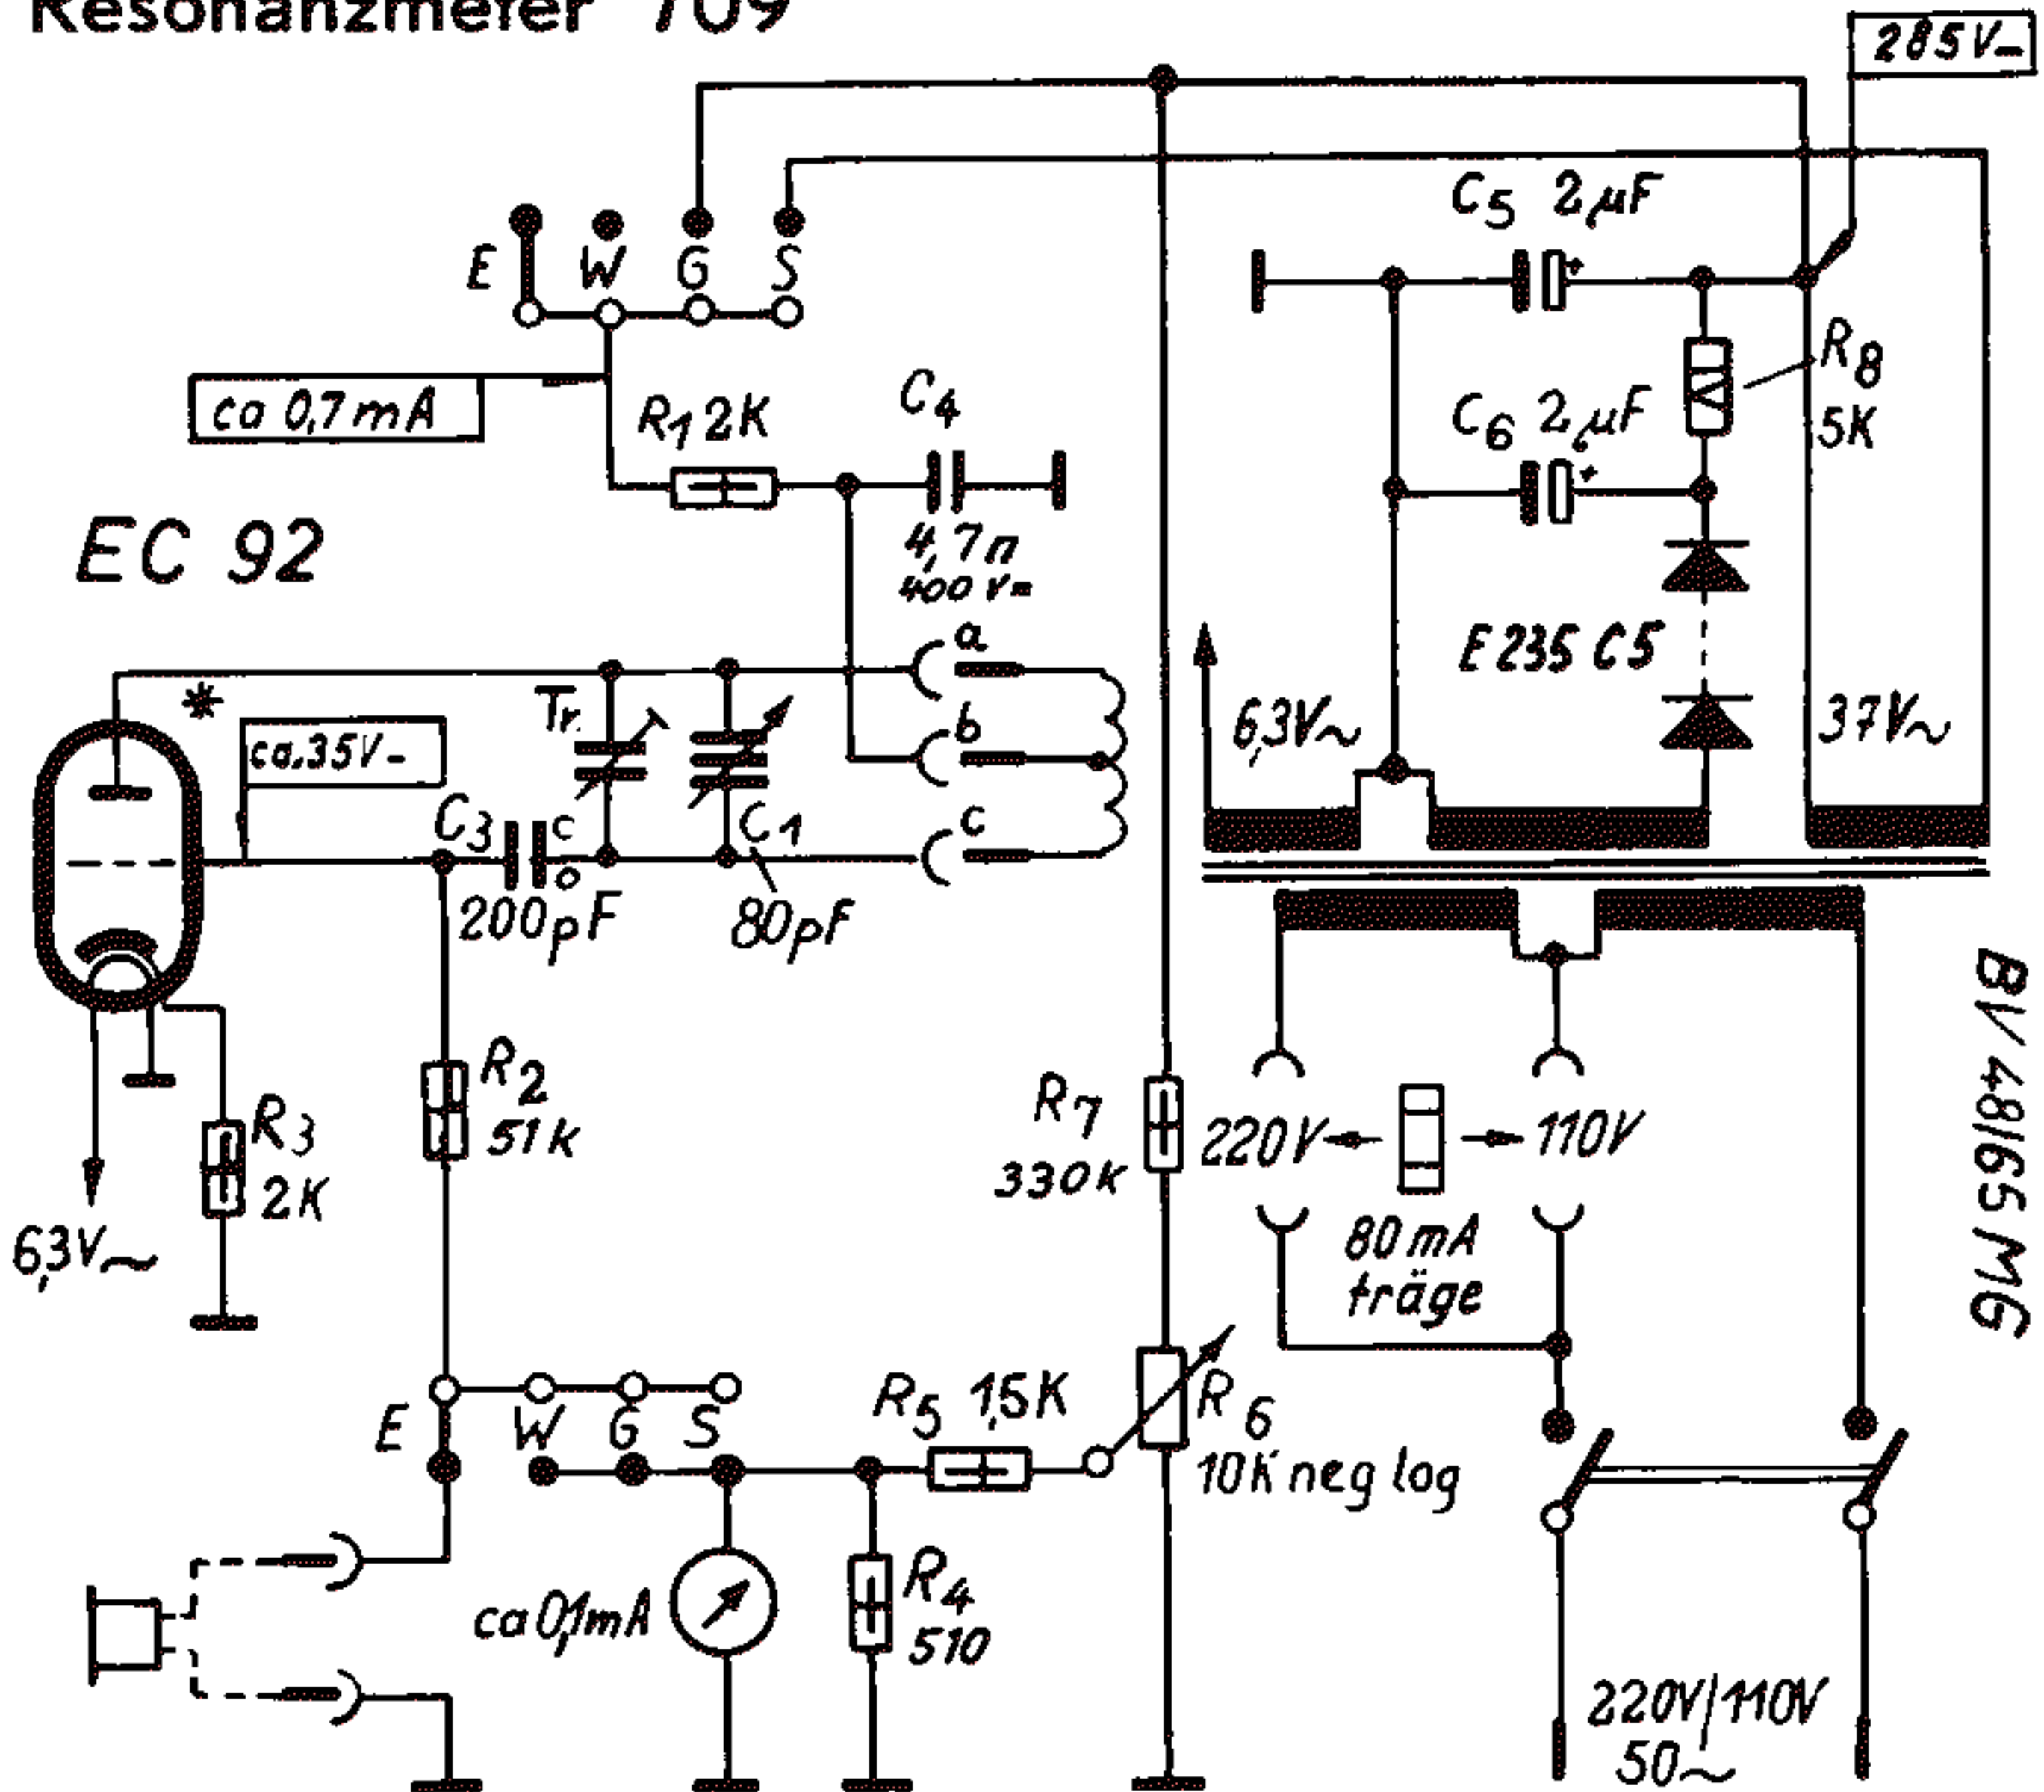 Resonanzmeter 709
285V-
C5 2µF
E W G S
R8
5K
ca 0,7mA
R1 2K
C4
C6 2µF
4,7n
400V=
EC 92
E235 C5
a
Tr.
*
b
6,3V~
37V~
ca.35V-
C3
c
o
C1
c
200pF
80pF
BV 48165 MG
R2
51k
R3
2K
R7
330K
220V
110V
6,3V~
80mA
träge
E W G S
R5 1,5K
R6
10K neg log
ca 0,1mA
R4
510
220V/110V
50~